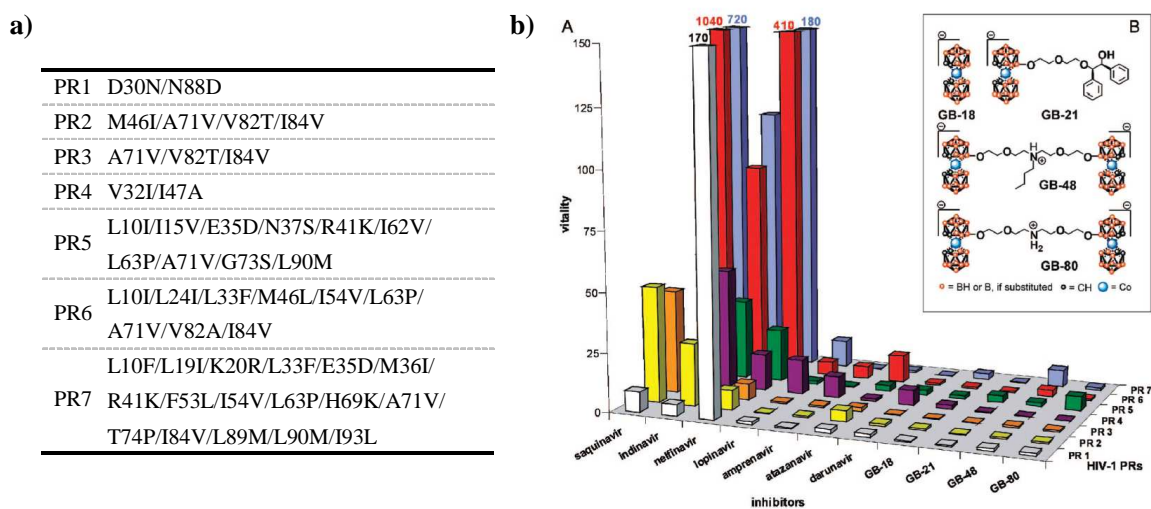 a)
PR1 D30N/N88D
PR2 M46I/A71V/V82T/I84V
PR3 A71V/V82T/I84V
PR4 V32I/I47A
PR5 L10I/I15V/E35D/N37S/R41K/I62V/
L63P/A71V/G73S/L90M
PR6 L10I/L24I/L33F/M46L/I54V/L63P/
A71V/V82A/I84V
PR7 L10F/L19I/K20R/L33F/E35D/M36I/
R41K/F53L/I54V/L63P/H69K/A71V/
T74P/I84V/L89M/L90M/I93L
b)
A
1040 720
170
410 180
150
125
100
75
50
25
0
vitality
saquinavir
indinavir
nelfinavir
lopinavir
amprenavir
atazanavir
darunavir
GB-18
GB-21
GB-48
GB-80
inhibitors
PR 7
PR 6
PR 5
PR 4
PR 3
PR 2
PR 1
HIV-1 PRs
B
OH
O O O
GB-18 GB-21
H
O O N O O
GB-48
O O N O O
H2
GB-80
= BH or B, if substituted = CH = Co